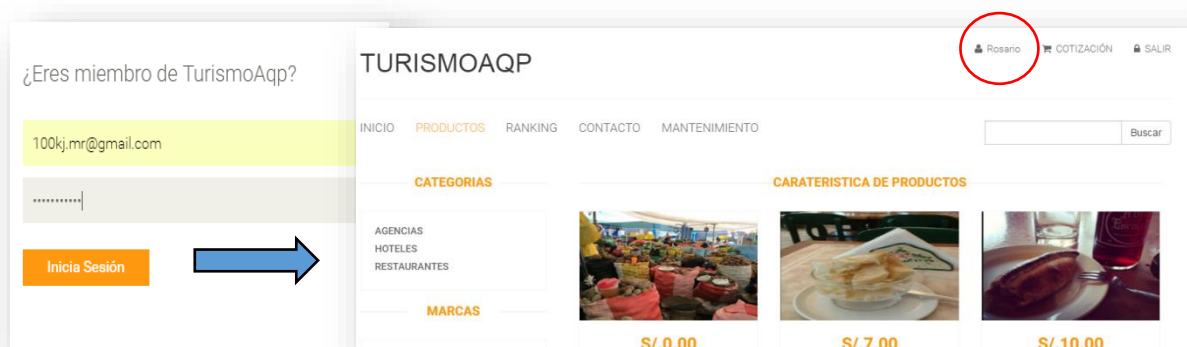 ¿Eres miembro de TurismoAqp?
100kj.mr@gmail.com
•••••••••••
Inicia Sesión
Rosario
COTIZACIÓN
SALIR
TURISMOAQP
INICIO PRODUCTOS RANKING CONTACTO MANTENIMIENTO
Buscar
CATEGORIAS
AGENCIAS
HOTELES
RESTAURANTES
MARCAS
CARATERISTICA DE PRODUCTOS
S/ 0.00
S/ 7.00
S/ 10.00